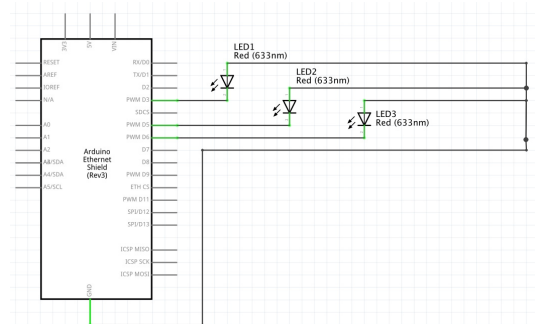 3V3
5V
VIN
RESET
AREF
IOREF
N/A
A0
A1
A2
A3/SDA
A4/SDA
A5/SCL
Arduino
Ethernet
Shield
(Rev3)
RX/D0
TX/D1
D2
PWM D3
SDCS
PWM D5
PWM D6
D7
D8
PWM D9
ETH CS
PWM D11
SPI/D12
SPI/D13
ICSP MISO
ICSP SCK
ICSP MOSI
GND
LED1
Red (633nm)
LED2
Red (633nm)
LED3
Red (633nm)